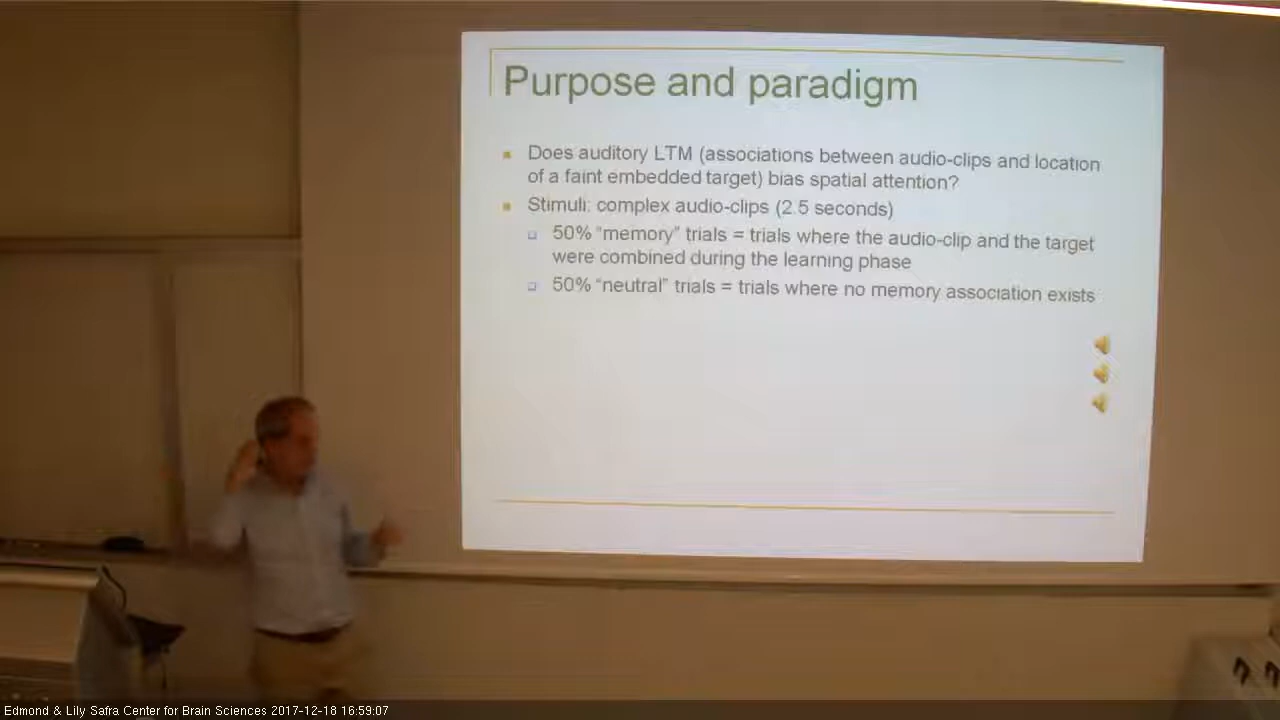 Purpose and paradigm
Does auditory LTM (associations between audio-clips and location
of a faint embedded target) bias spatial attention?
Stimuli: complex audio-clips (2.5 seconds)
50% “memory” trials = trials where the audio-clip and the target
were combined during the learning phase
50% “neutral” trials = trials where no memory association exists
Edmond & Lily Safra Center for Brain Sciences 2017-12-18 16:59:07